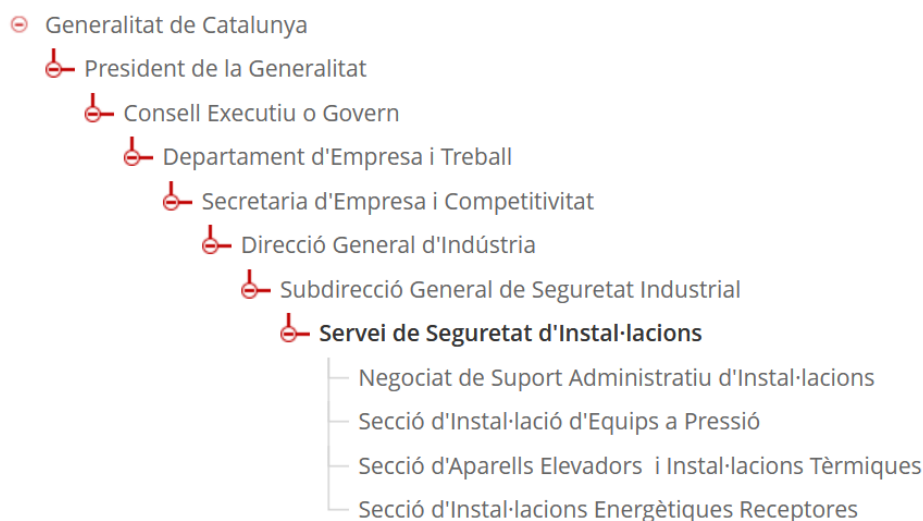 Generalitat de Catalunya
President de la Generalitat
Consell Executiu o Govern
Departament d'Empresa i Treball
Secretaria d'Empresa i Competitivitat
Direcció General d'Indústria
Subdirecció General de Seguretat Industrial
Servei de Seguretat d'Instal·lacions
Negociat de Suport Administratiu d'Instal·lacions
Secció d'Instal·lació d'Equips a Pressió
Secció d'Aparells Elevadors  i Instal·lacions Tèrmiques
Secció d'Instal·lacions Energètiques Receptores